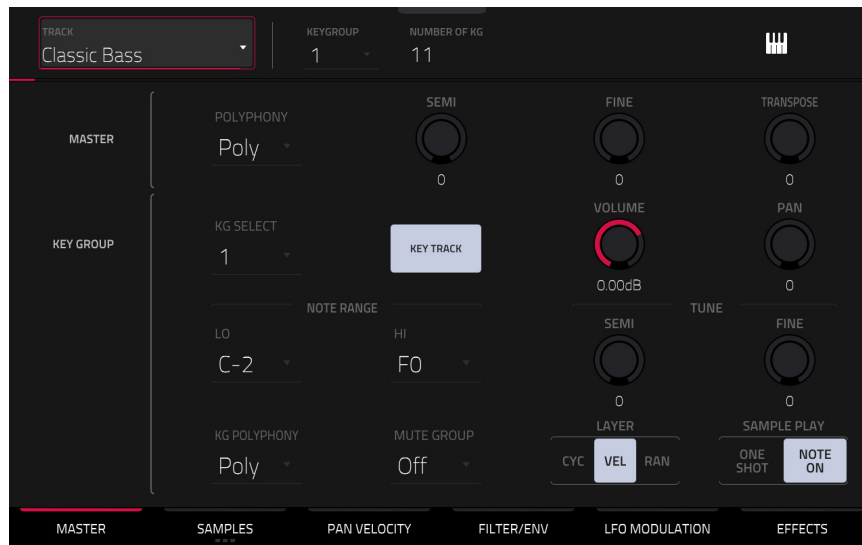 TRACK
Classic Bass
KEYGROUP
1
NUMBER OF KG
11
MASTER
POLYPHONY
Poly
SEMI
0
FINE
0
TRANSPOSE
0
KEY GROUP
KG SELECT
1
KEY TRACK
VOLUME
0.00dB
PAN
0
NOTE RANGE
LO
C-2
HI
F0
TUNE
SEMI
0
FINE
0
KG POLYPHONY
Poly
MUTE GROUP
Off
LAYER
CYC VEL RAN
SAMPLE PLAY
ONE SHOT
NOTE ON
MASTER SAMPLES PAN VELOCITY FILTER/ENV LFO MODULATION EFFECTS